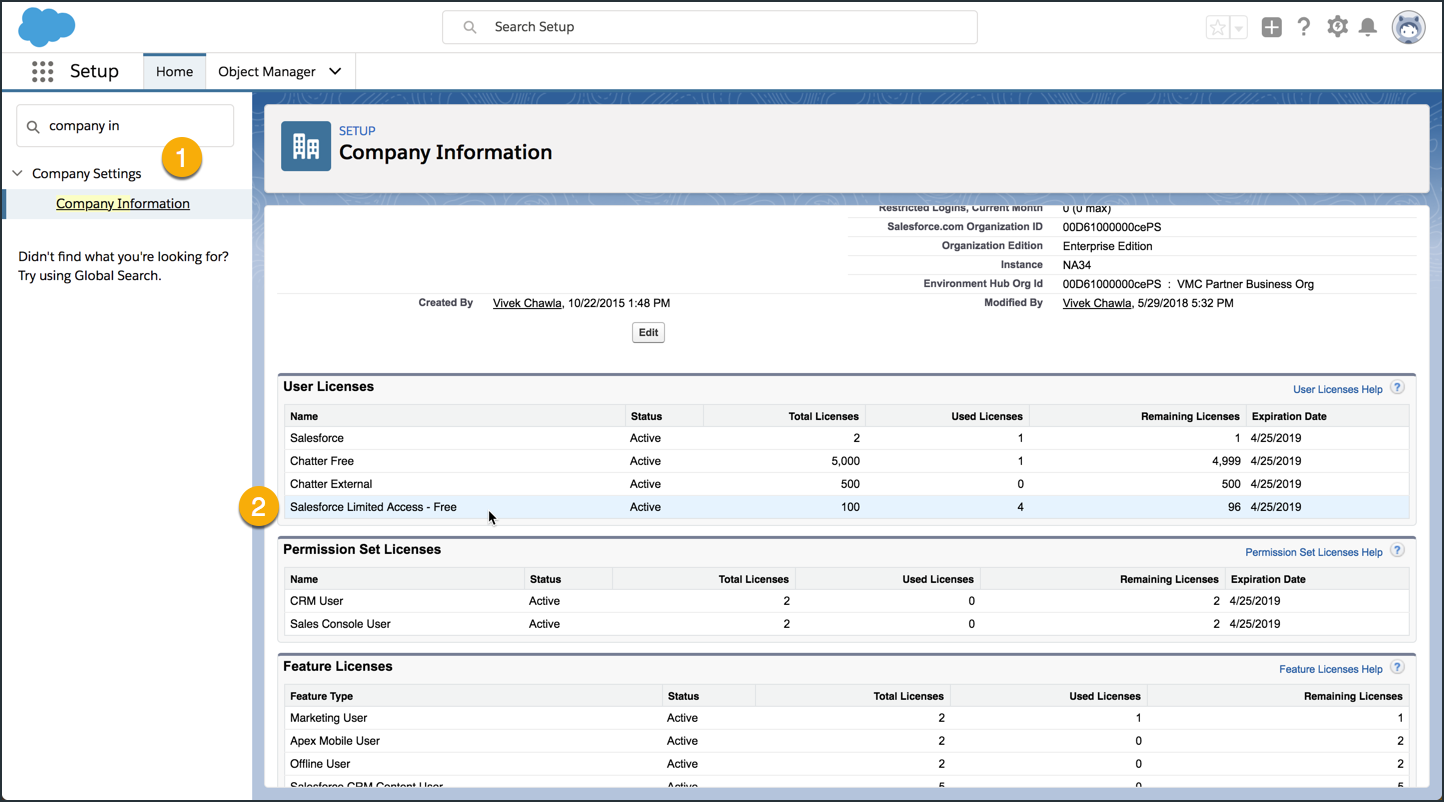 Search Setup
Setup Home Object Manager
company in
1
Company Settings
Company Information
Didn't find what you're looking for?
Try using Global Search.
SETUP
Company Information
Restricted Logins, Current Month 0 (0 max)
Salesforce.com Organization ID 00D61000000cePS
Organization Edition Enterprise Edition
Instance NA34
Environment Hub Org Id 00D61000000cePS : VMC Partner Business Org
Created By Vivek Chawla, 10/22/2015 1:48 PM Modified By Vivek Chawla, 5/29/2018 5:32 PM
Edit
User Licenses User Licenses Help ?
Name Status Total Licenses Used Licenses Remaining Licenses Expiration Date
Salesforce Active 2 1 1 4/25/2019
Chatter Free Active 5,000 1 4,999 4/25/2019
Chatter External Active 500 0 500 4/25/2019
2 Salesforce Limited Access - Free Active 100 4 96 4/25/2019
Permission Set Licenses Permission Set Licenses Help ?
Name Status Total Licenses Used Licenses Remaining Licenses Expiration Date
CRM User Active 2 0 2 4/25/2019
Sales Console User Active 2 0 2 4/25/2019
Feature Licenses Feature Licenses Help ?
Feature Type Status Total Licenses Used Licenses Remaining Licenses
Marketing User Active 2 1 1
Apex Mobile User Active 2 0 2
Offline User Active 2 0 2
Salesforce CRM Content User Active 5 0 5